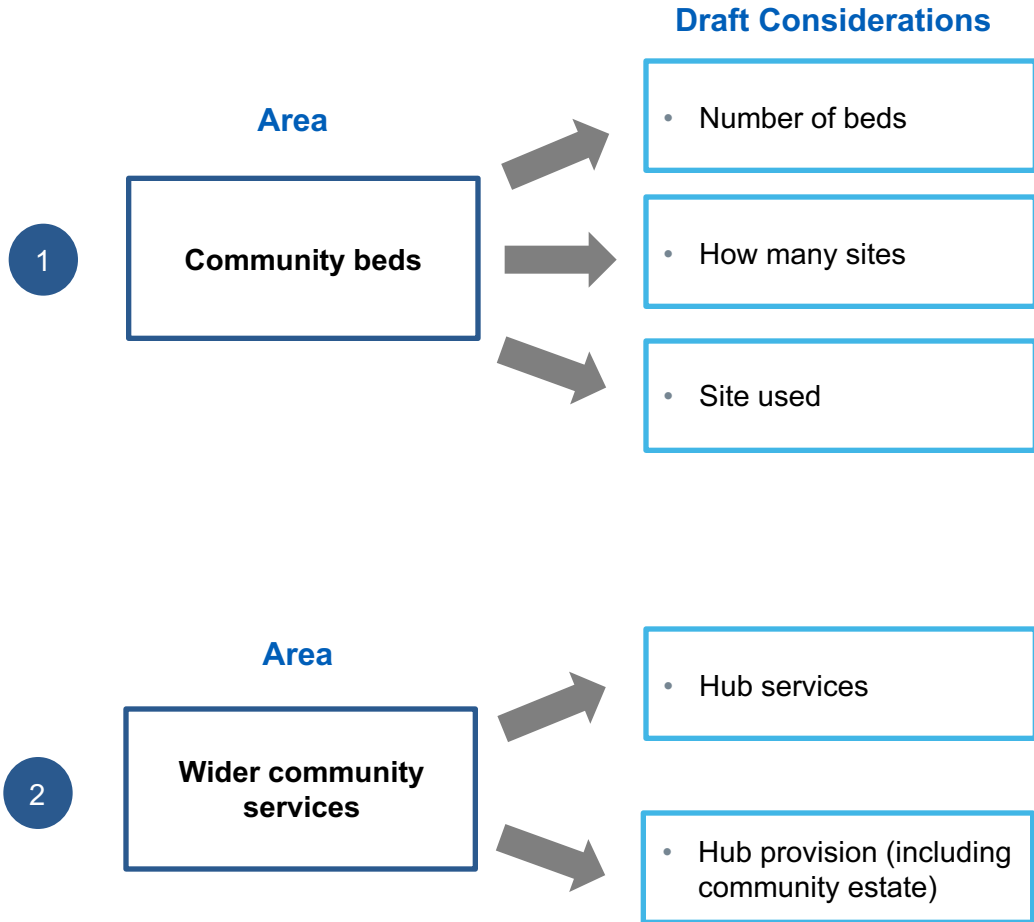 Draft Considerations
Area
1
Community beds
• Number of beds
• How many sites
• Site used
Area
2
Wider community
services
• Hub services
• Hub provision (including
community estate)